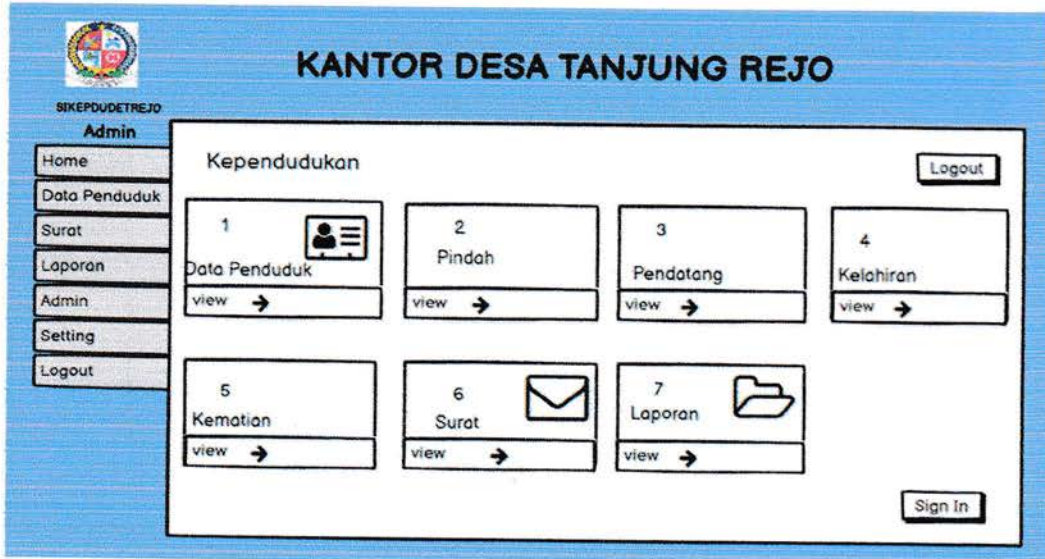 KANTOR DESA TANJUNG REJO
SIKEPDUDETREJO
Admin
Home
Data Penduduk
Surat
Laporan
Admin
Setting
Logout
Kependudukan
Logout
1
Data Penduduk
view
2
Pindah
view
3
Pendatang
view
4
Kelahiran
view
5
Kematian
view
6
Surat
view
7
Laporan
view
Sign In